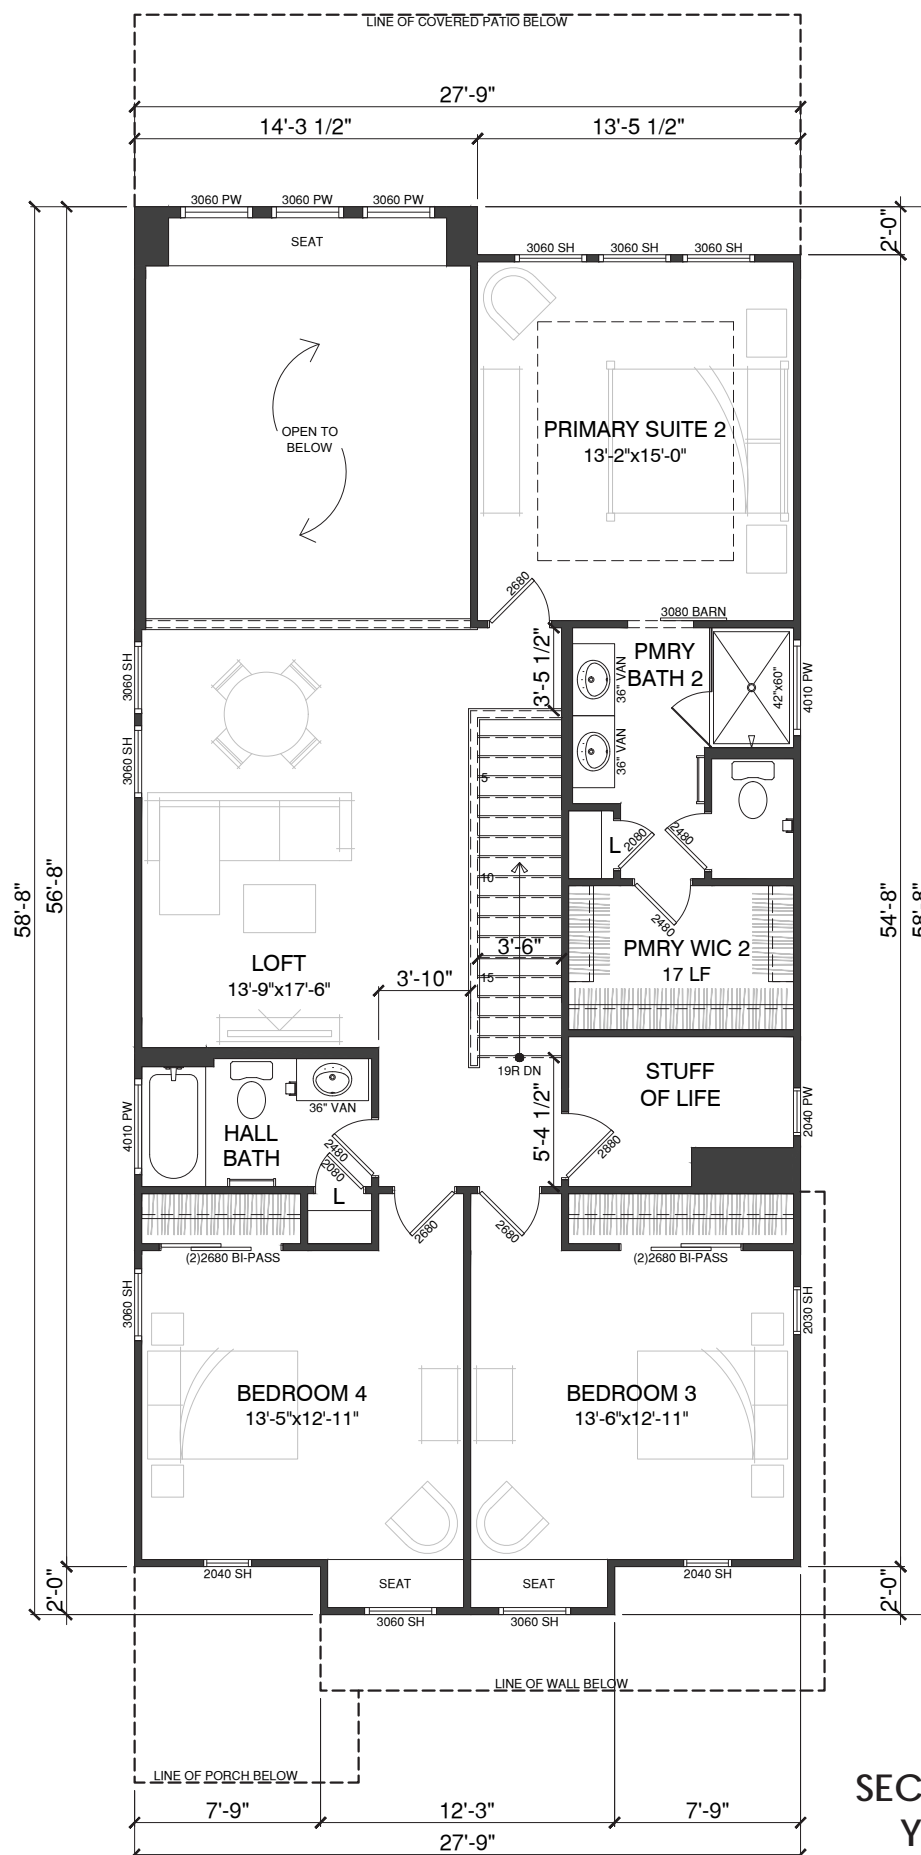 LINE OF COVERED PATIO BELOW
27'-9"
14'-3 1/2"
13'-5 1/2"
3060 PW
3060 PW
3060 PW
SEAT
2'-0"
3060 SH
3060 SH
3060 SH
OPEN TO
BELOW
PRIMARY SUITE 2
13'-2"x15'-0"
2680
3080 BARN
3'-5 1/2"
PMRY
BATH 2
36" VAN
36" VAN
42"x60"
4010 PW
3060 SH
3060 SH
5
10
15
L
2080
2480
2480
58'-8"
56'-8"
54'-8"
58'-8"
3'-6"
PMRY WIC 2
17 LF
LOFT
13'-9"x17'-6"
3'-10"
19R DN
STUFF
OF LIFE
5'-4 1/2"
2040 PW
4010 PW
36" VAN
HALL
BATH
2480
2080
L
2880
2680
2680
(2)2680 BI-PASS
(2)2680 BI-PASS
3060 SH
2030 SH
BEDROOM 4
13'-5"x12'-11"
BEDROOM 3
13'-6"x12'-11"
2040 SH
2040 SH
SEAT
SEAT
2'-0"
2'-0"
3060 SH
3060 SH
LINE OF WALL BELOW
LINE OF PORCH BELOW
SEC
Y
7'-9"
12'-3"
7'-9"
27'-9"